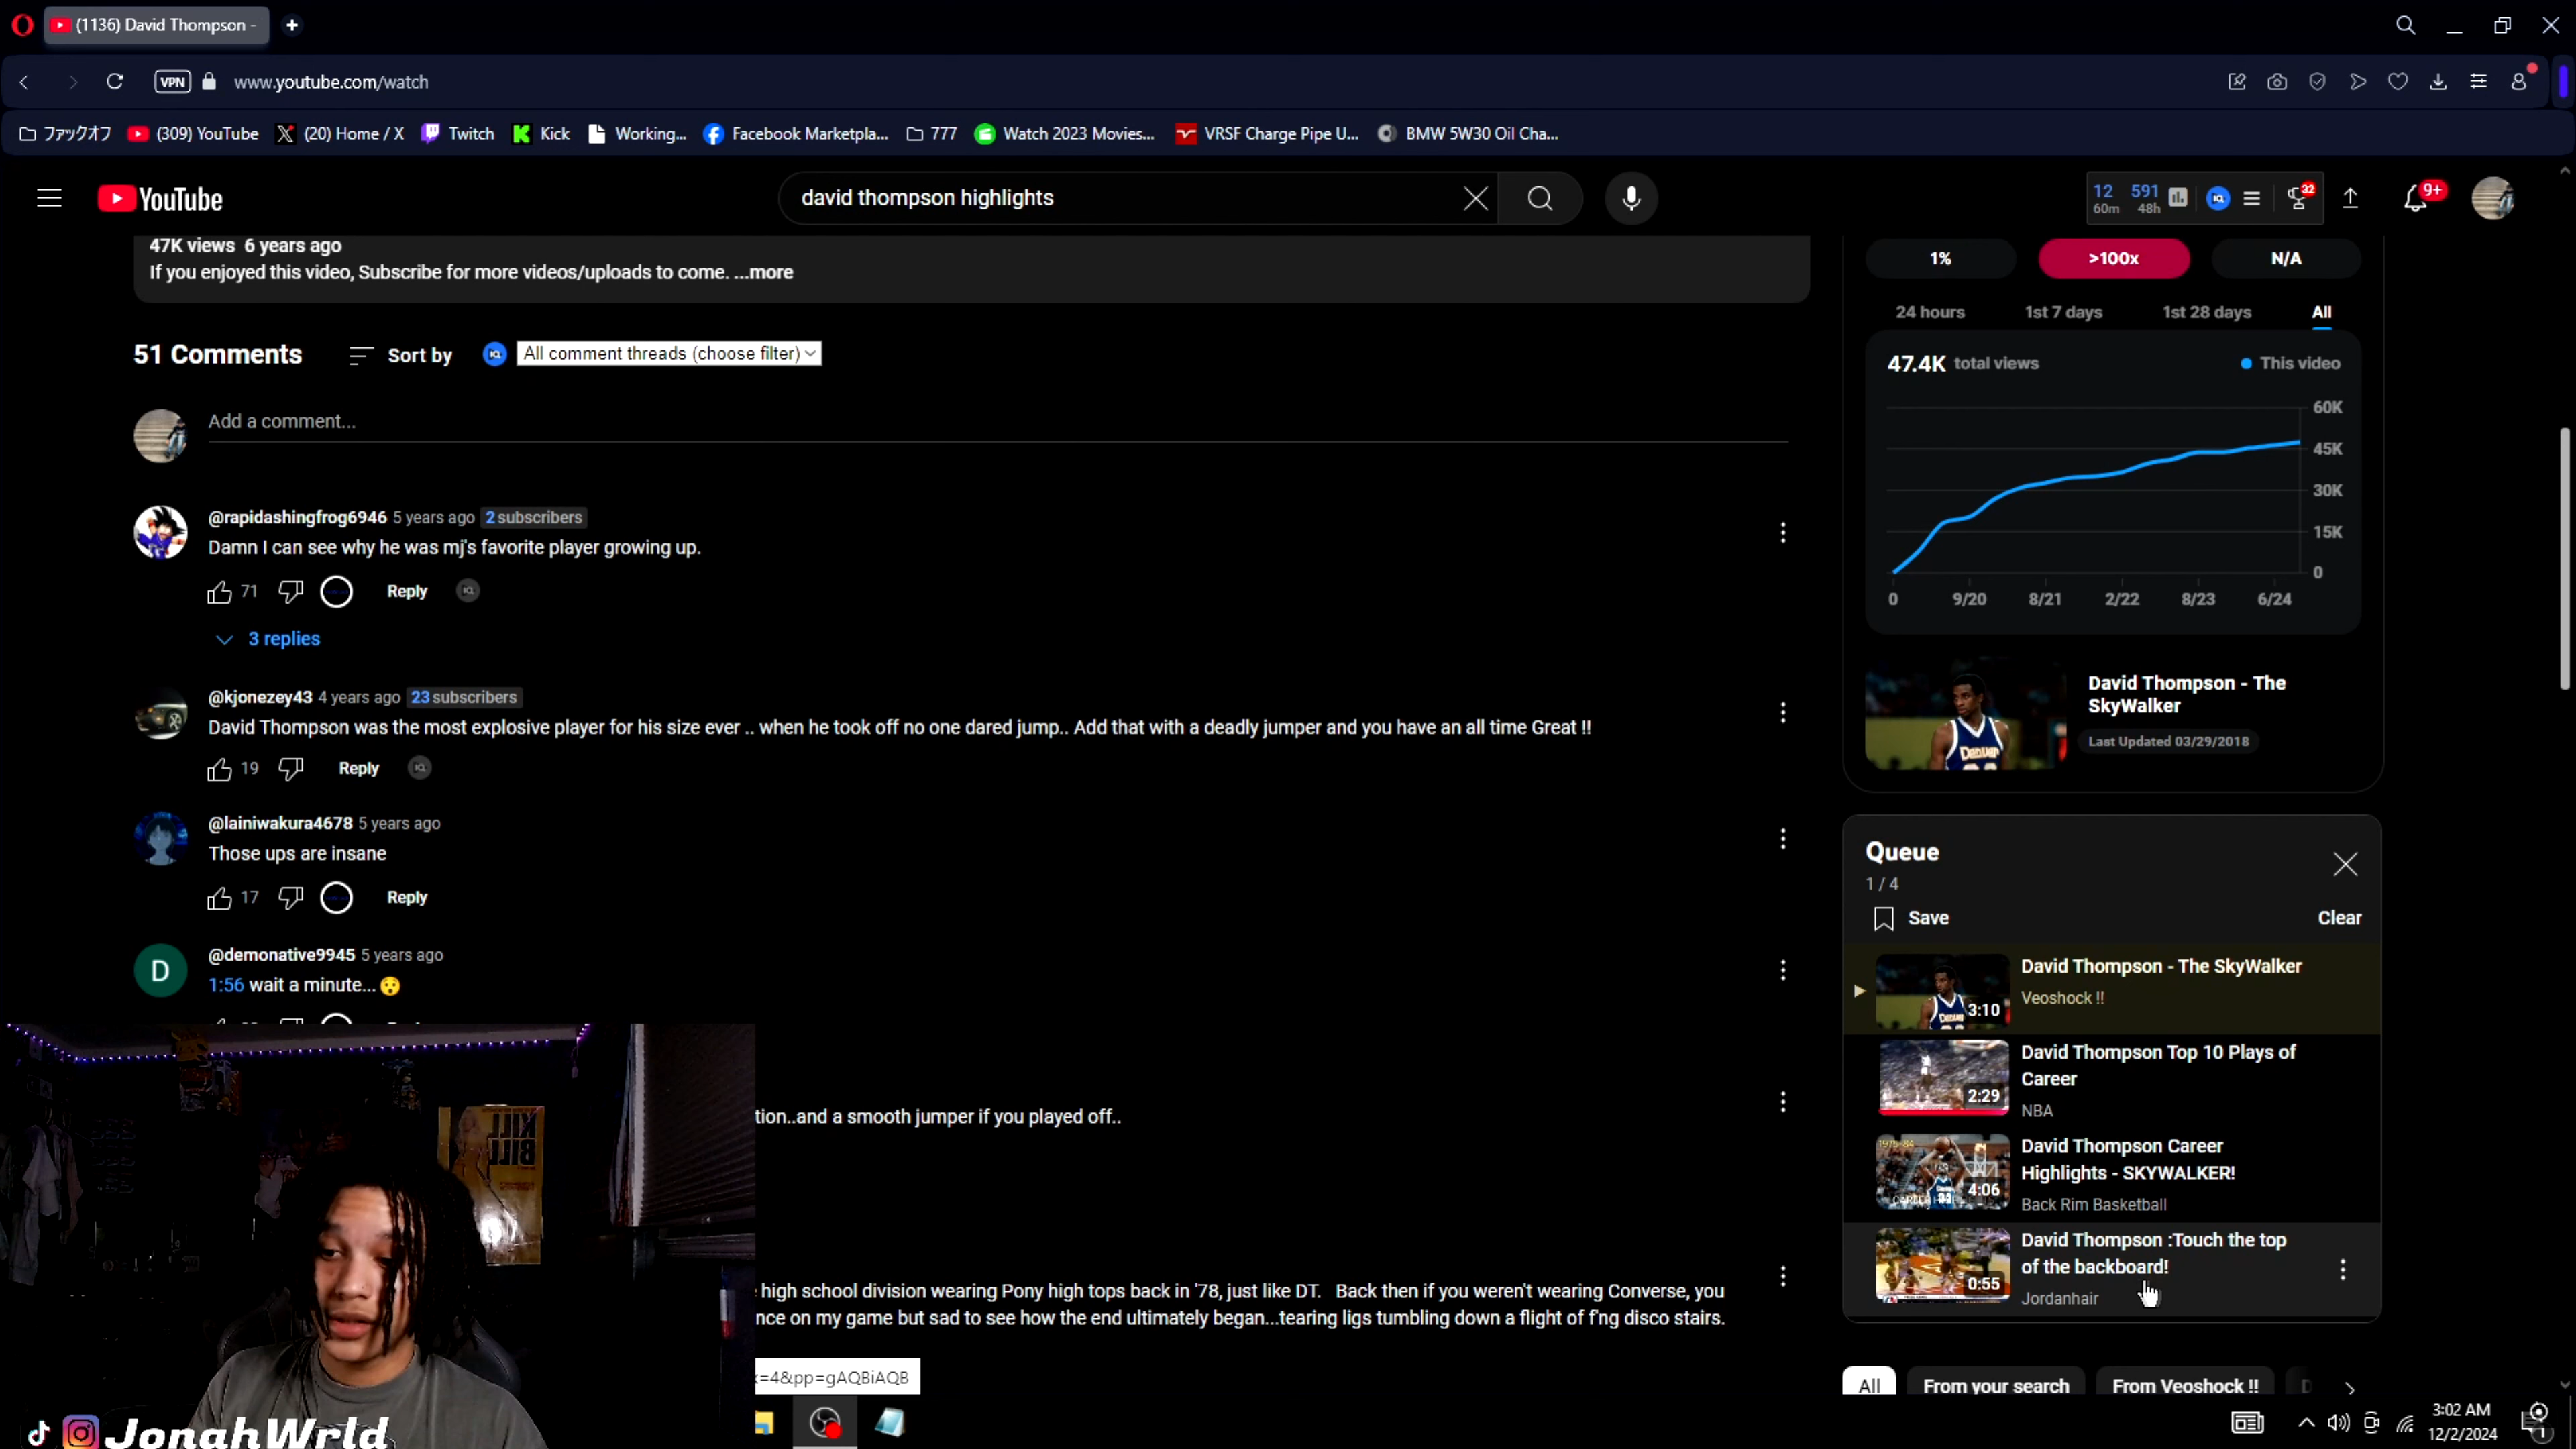 (1136) David Thompson -
VPN www.youtube.com/watch
ファックオフ (309) YouTube (20) Home / X Twitch Kick Working... Facebook Marketpla... 777 Watch 2023 Movies... VRSF Charge Pipe U... BMW 5W30 Oil Cha...
YouTube
david thompson highlights
12 591
60m 48h
32
9+
47K views 6 years ago
If you enjoyed this video, Subscribe for more videos/uploads to come. ...more
51 Comments Sort by All comment threads (choose filter)
Add a comment...
@rapidashingfrog6946 5 years ago 2 subscribers
Damn I can see why he was mj's favorite player growing up.
71 Reply
3 replies
@kjonezey43 4 years ago 23 subscribers
David Thompson was the most explosive player for his size ever .. when he took off no one dared jump.. Add that with a deadly jumper and you have an all time Great !!
19 Reply
@lainiwakura4678 5 years ago
Those ups are insane
17 Reply
D
@demonative9945 5 years ago
1:56 wait a minute... 😯
tion..and a smooth jumper if you played off..
high school division wearing Pony high tops back in '78, just like DT. Back then if you weren't wearing Converse, you
nce on my game but sad to see how the end ultimately began...tearing ligs tumbling down a flight of f'ng disco stairs.
=4&pp=gAQBiAQB
KILL
BILL
JonahWrld
1% >100x N/A
24 hours 1st 7 days 1st 28 days All
47.4K total views This video
60K
45K
30K
15K
0
0 9/20 8/21 2/22 8/23 6/24
David Thompson - The
SkyWalker
Last Updated 03/29/2018
Queue
1 / 4
Save Clear
David Thompson - The SkyWalker
Veoshock !!
3:10
David Thompson Top 10 Plays of
Career
NBA
2:29
David Thompson Career
Highlights - SKYWALKER!
Back Rim Basketball
4:06
David Thompson :Touch the top
of the backboard!
Jordanhair
0:55
All From your search From Veoshock !!
3:02 AM
12/2/2024
1